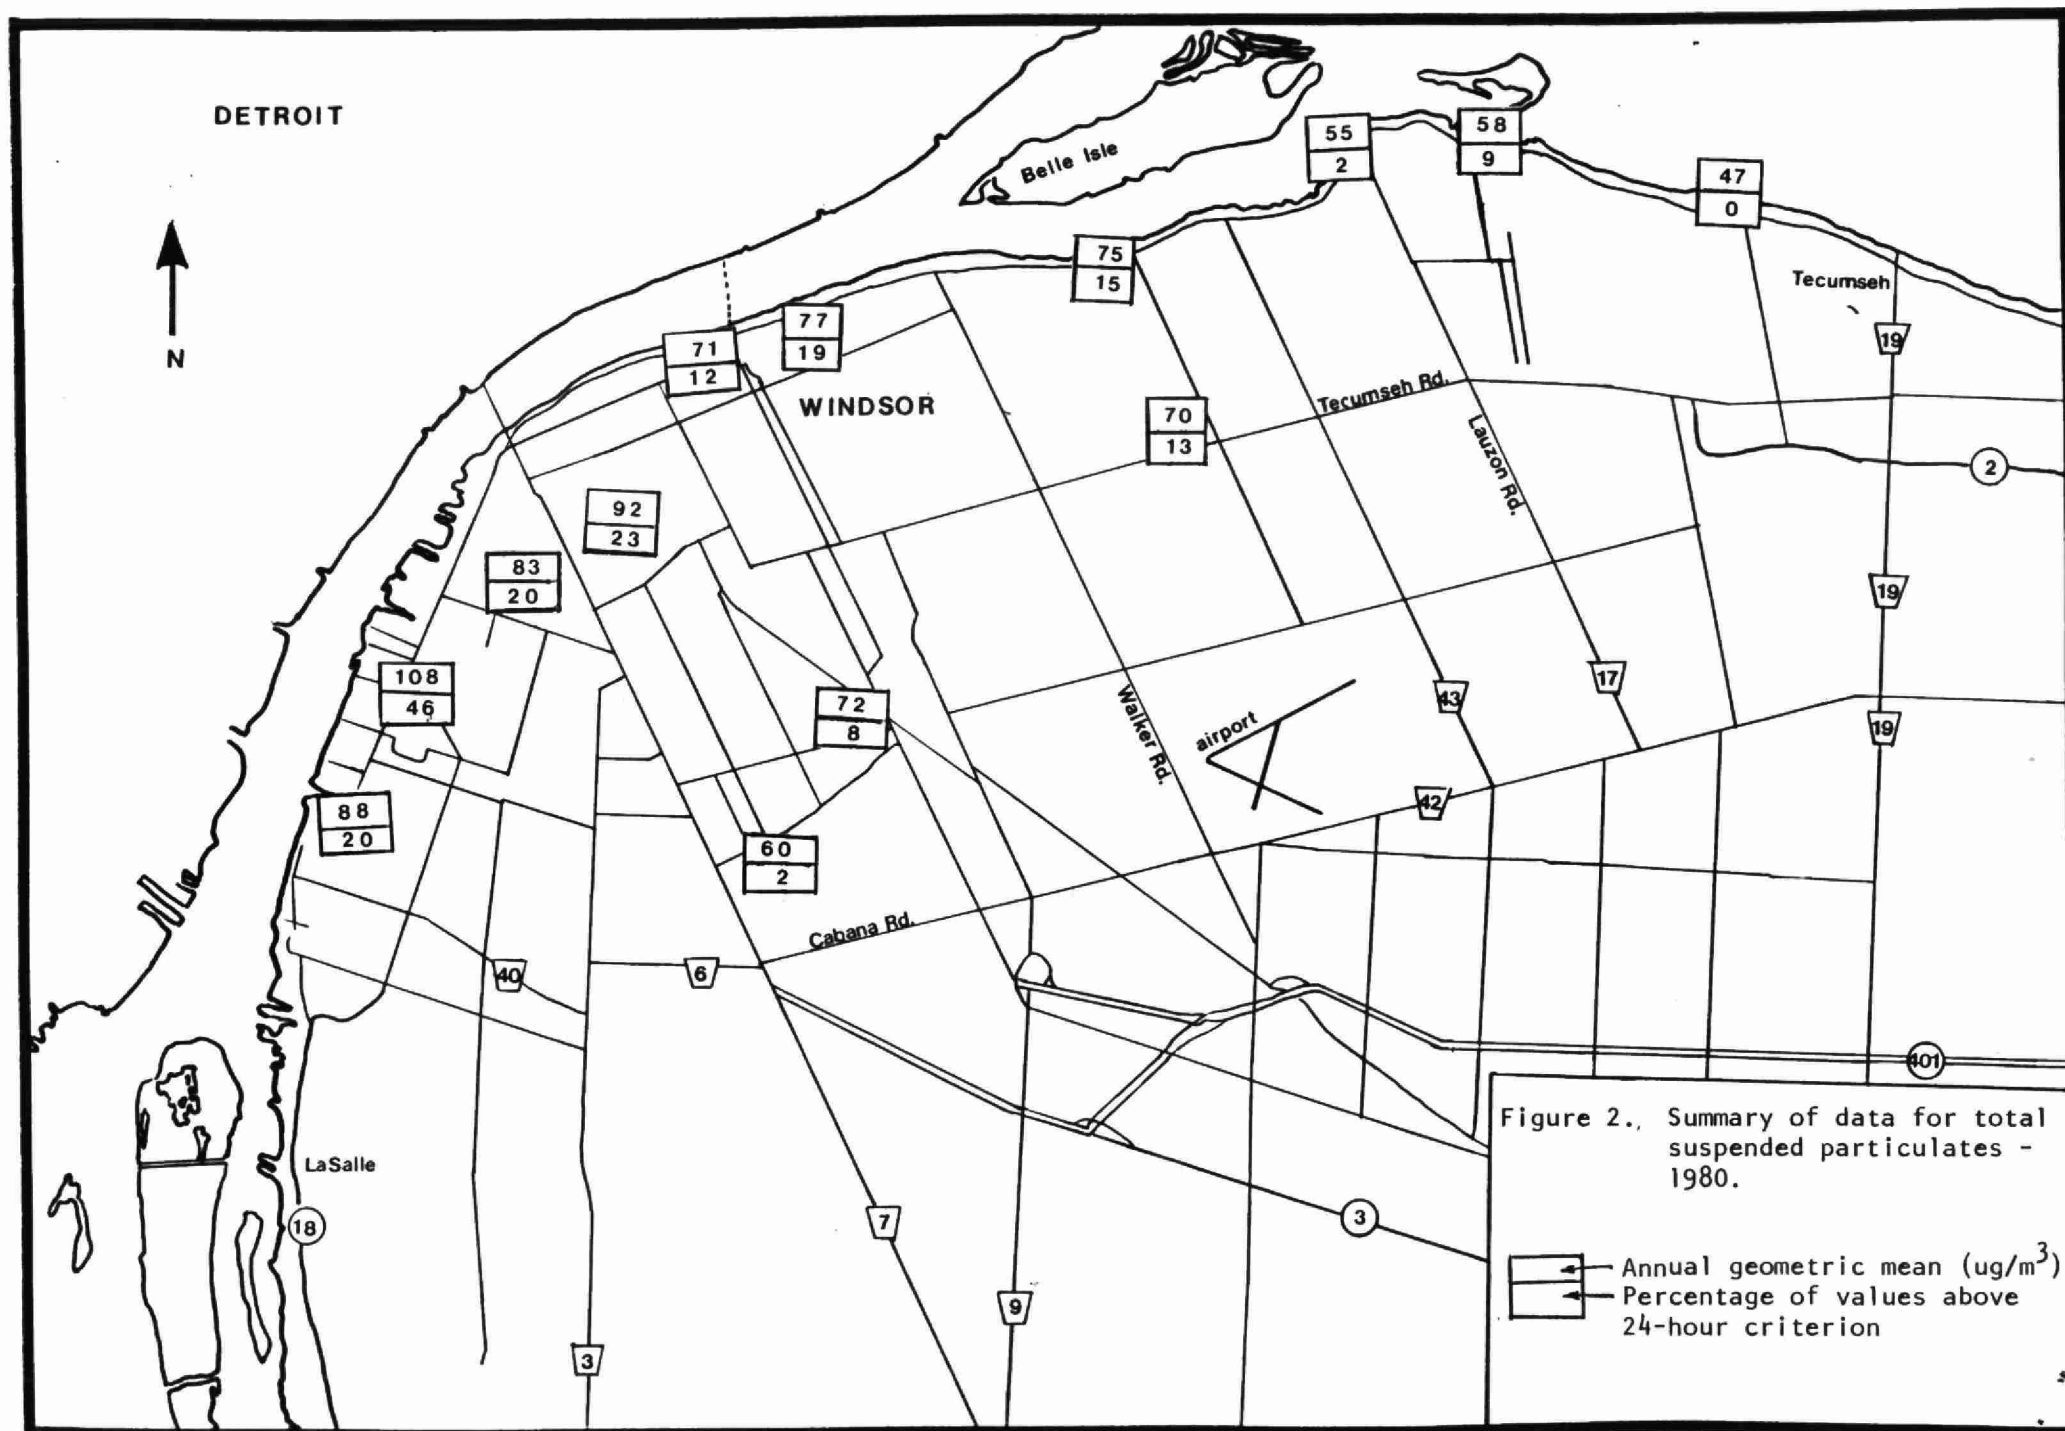 DETROIT
Belle Isle
55
2
58
9
47
0
75
15
Tecumseh
N
77
19
19
71
12
WINDSOR
Tecumseh Rd.
70
13
Lauzon Rd.
2
92
23
83
20
19
108
46
72
8
Walker Rd.
airport
43
17
19
42
88
20
60
2
Cabana Rd.
40
6
401
Figure 2., Summary of data for total
suspended particulates -
1980.
LaSalle
18
7
3
Annual geometric mean (ug/m³)
Percentage of values above
24-hour criterion
9
3